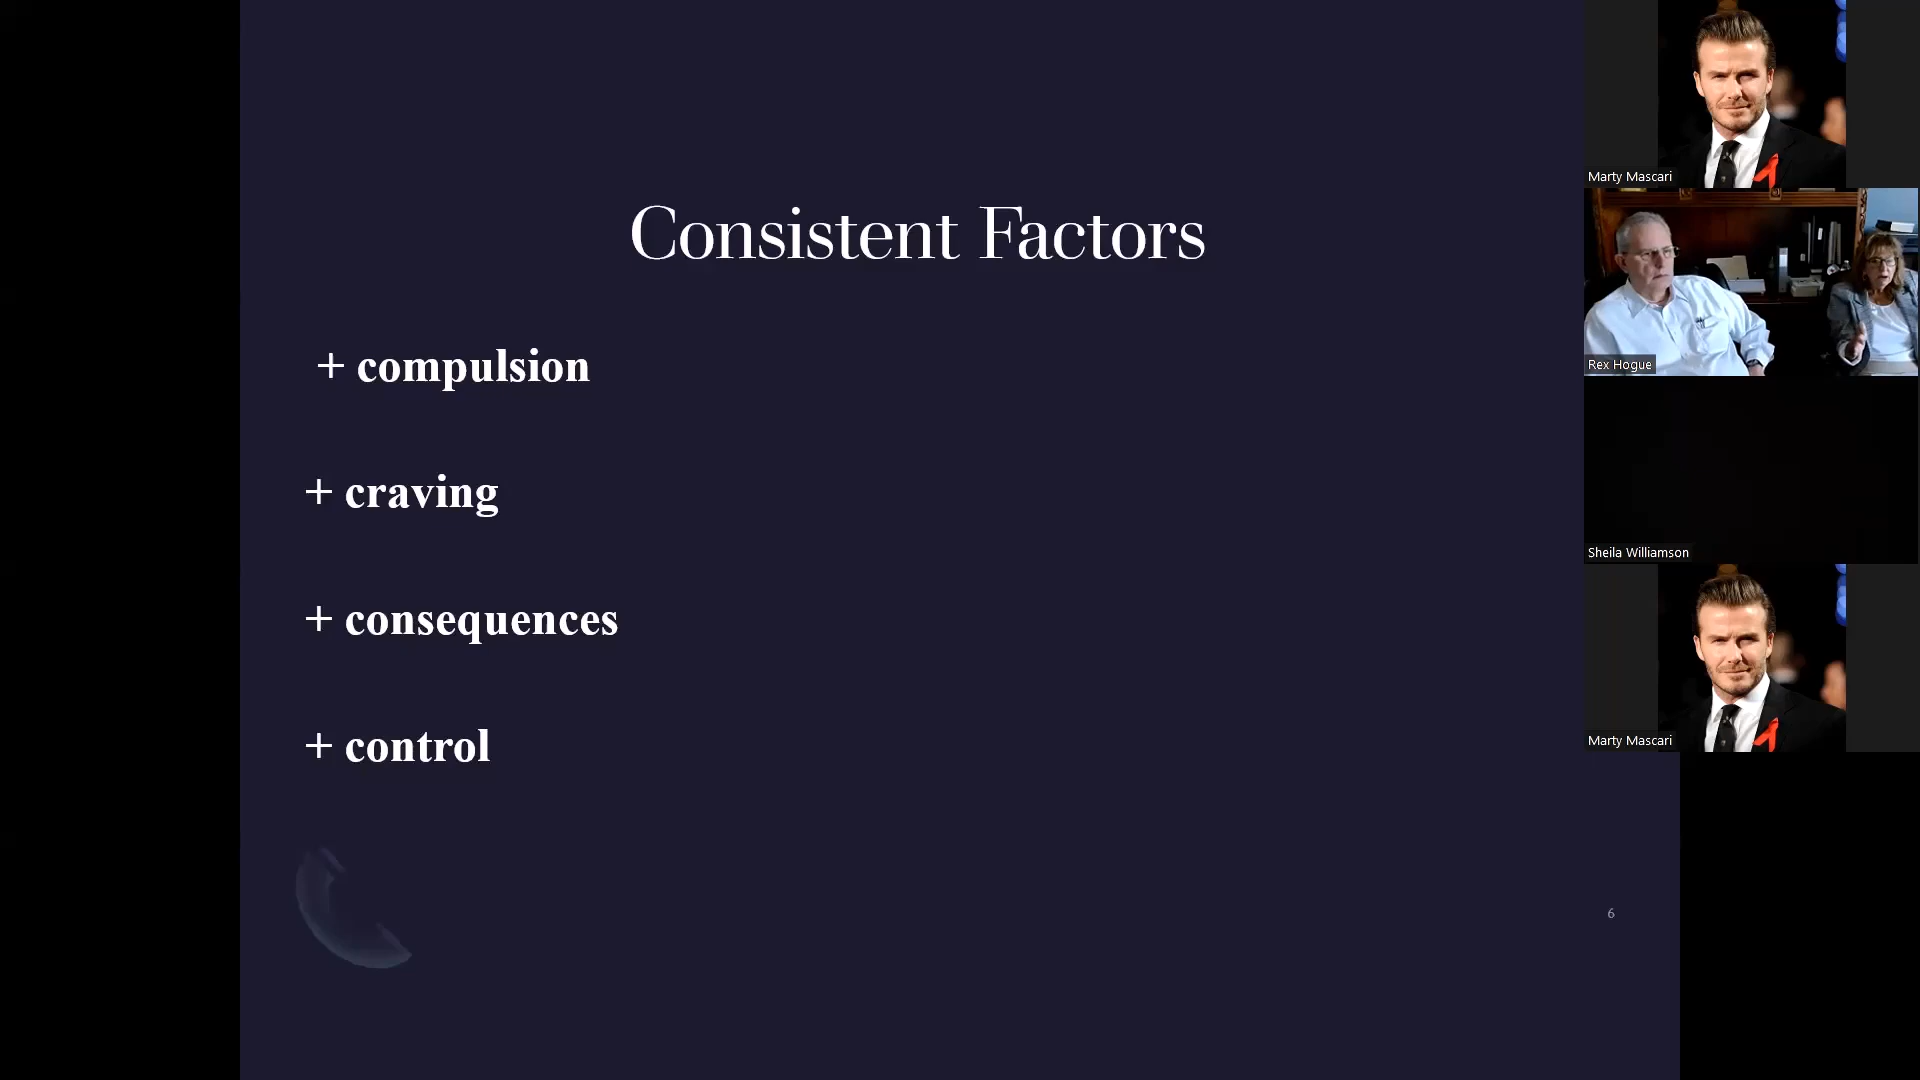 Consistent Factors
+ compulsion
+ craving
+ consequences
+ control
6
Marty Mascari
Rex Hogue
Sheila Williamson
Marty Mascari